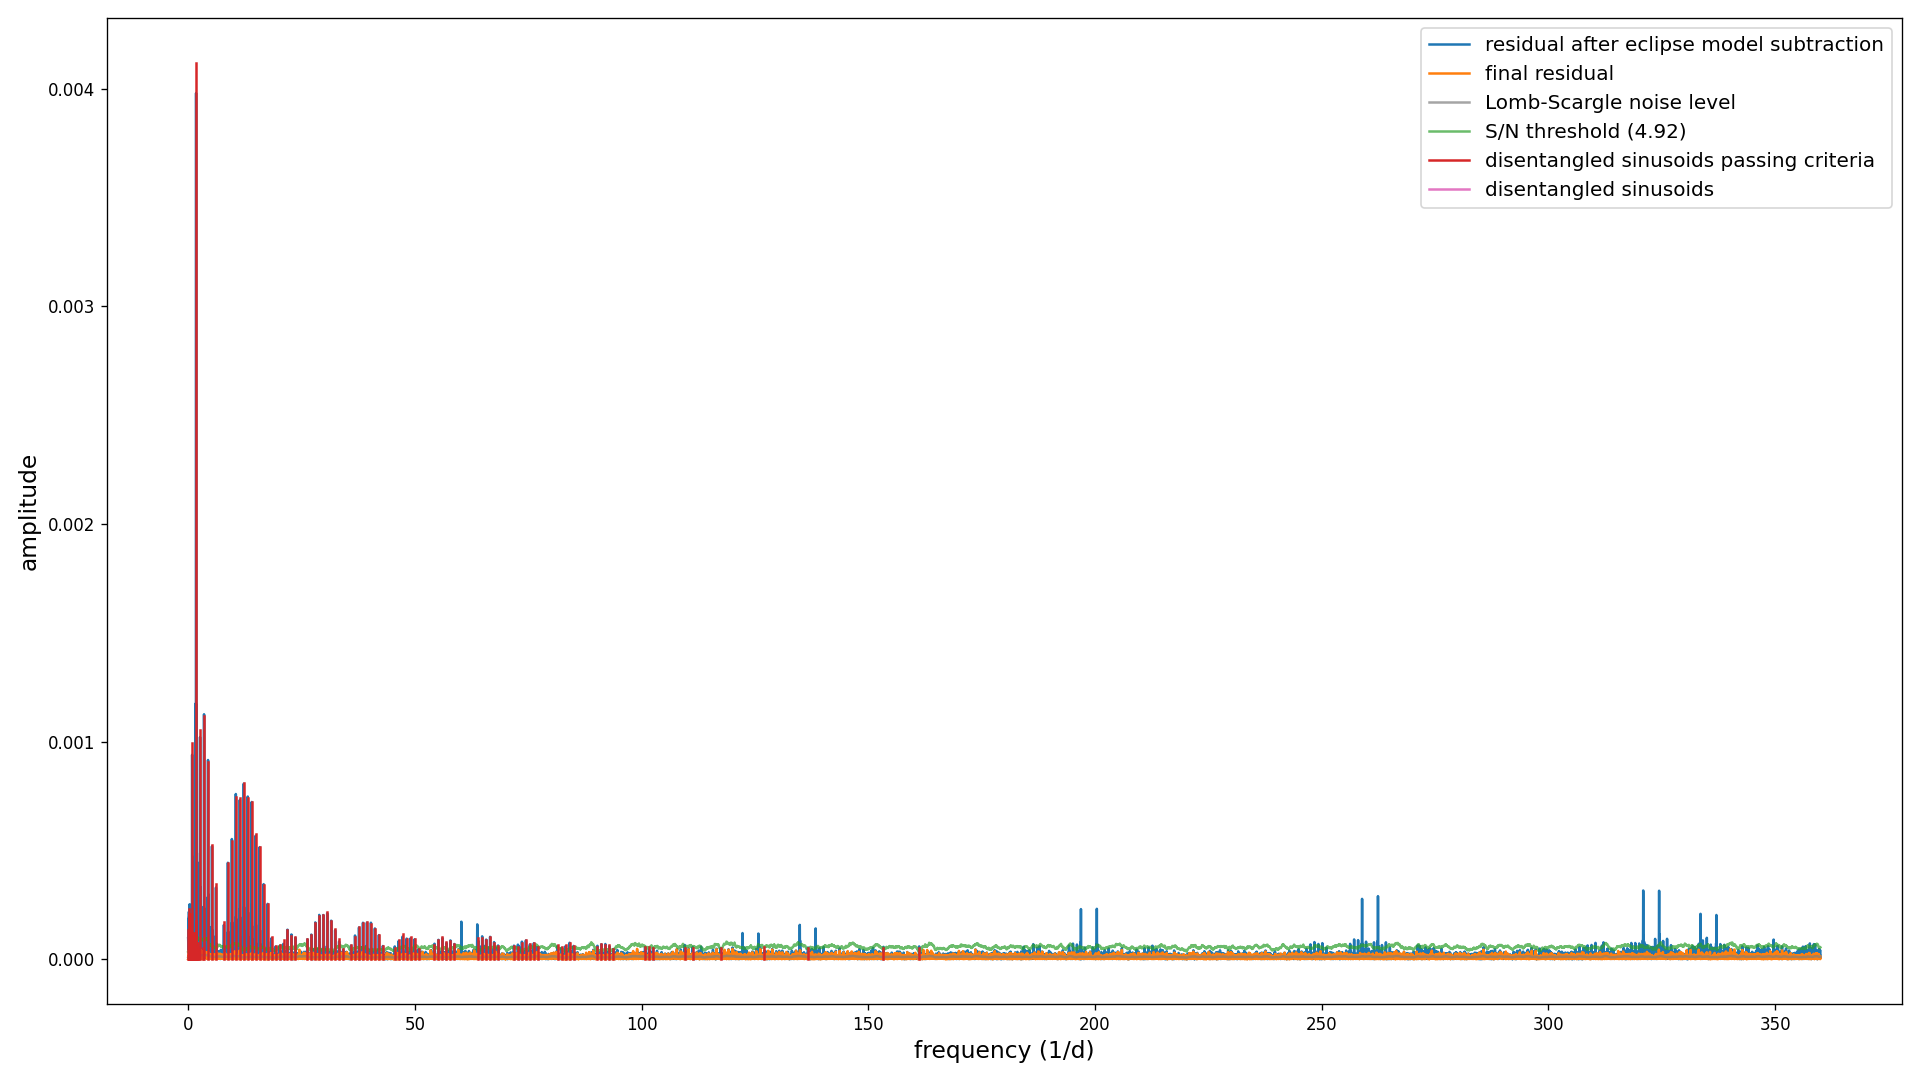 residual after eclipse model subtraction
final residual
Lomb-Scargle noise level
S/N threshold (4.92)
disentangled sinusoids passing criteria
disentangled sinusoids
0.004
0.003
0.002
0.001
0.000
amplitude
0 50 100 150 200 250 300 350
frequency (1/d)